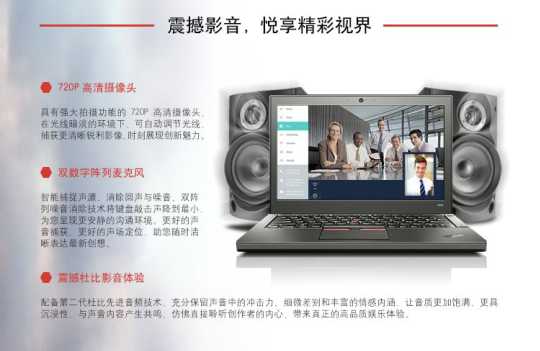 震撼影音，悦享精彩视界
720P 高清摄像头
具有强大拍摄功能的 720P 高清摄像头、
在光线暗淡的环境下、可自动调节光线、
捕获更清晰锐利影像,时刻展现创新魅力。
双数字阵列麦克风
智能捕捉声源、消除回声与噪音、双阵
列噪音消除技术将键盘敲击声降到最小、
为您呈现更安静的沟通环境、更好的声
音捕获、更好的声场定位、助您随时清
晰表达最新创想。
震撼杜比影音体验
配备第二代杜比先进音频技术、充分保留声音中的冲击力、细微差别和丰富的情感内涵、让音质更加饱满、更具
沉浸性、与声音内容产生共鸣、仿佛直接聆听创作者的内心、带来真正的高品质娱乐体验。